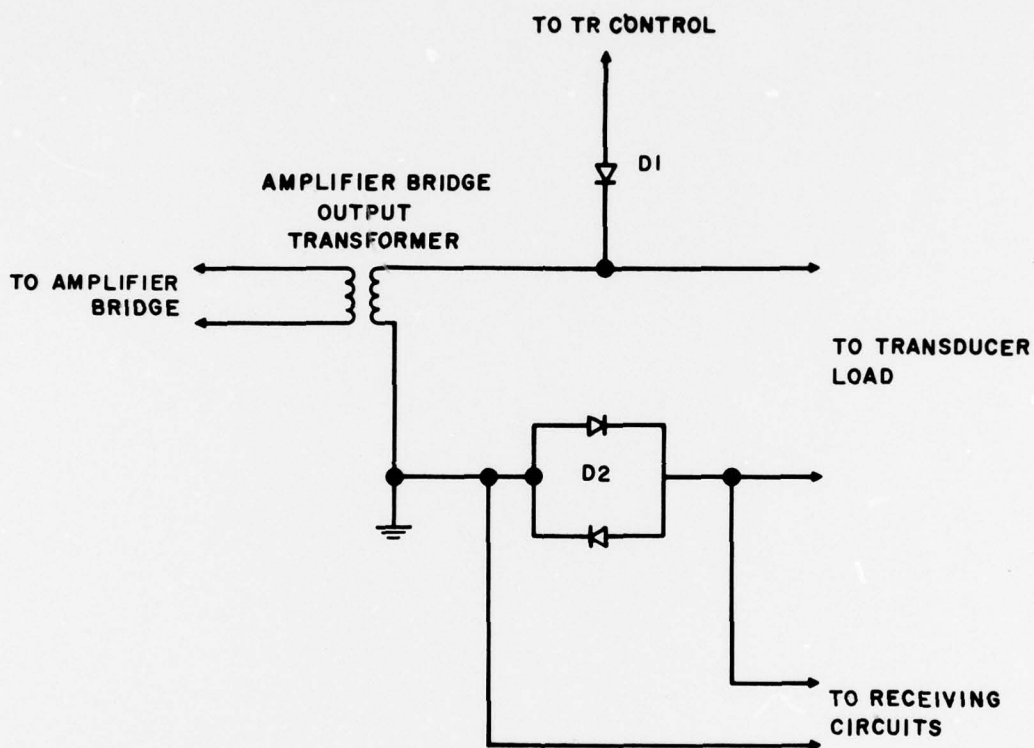 TO TR CONTROL
D1
AMPLIFIER BRIDGE
OUTPUT
TRANSFORMER
TO AMPLIFIER
BRIDGE
TO TRANSDUCER
LOAD
D2
TO RECEIVING
CIRCUITS